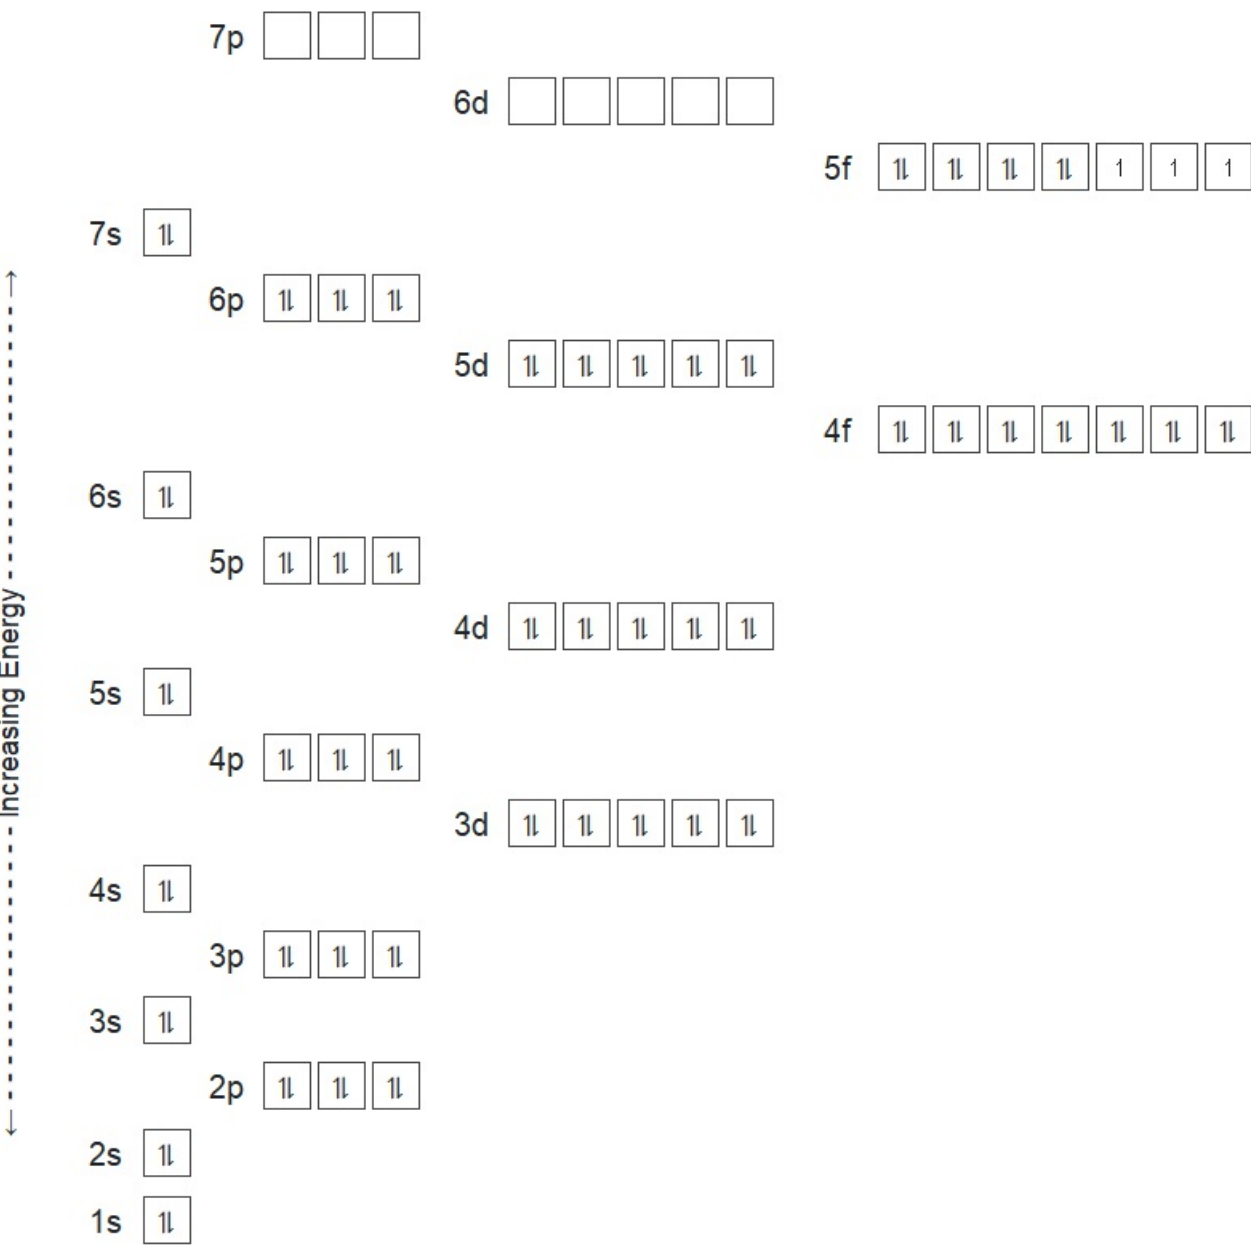 7p
6d
5f ⥮ ⥮ ⥮ ⥮ ↿ ↿ ↿
7s ⥮
6p ⥮ ⥮ ⥮
5d ⥮ ⥮ ⥮ ⥮ ⥮
4f ⥮ ⥮ ⥮ ⥮ ⥮ ⥮ ⥮
6s ⥮
5p ⥮ ⥮ ⥮
4d ⥮ ⥮ ⥮ ⥮ ⥮
5s ⥮
4p ⥮ ⥮ ⥮
3d ⥮ ⥮ ⥮ ⥮ ⥮
4s ⥮
3p ⥮ ⥮ ⥮
3s ⥮
2p ⥮ ⥮ ⥮
2s ⥮
1s ⥮
Increasing Energy